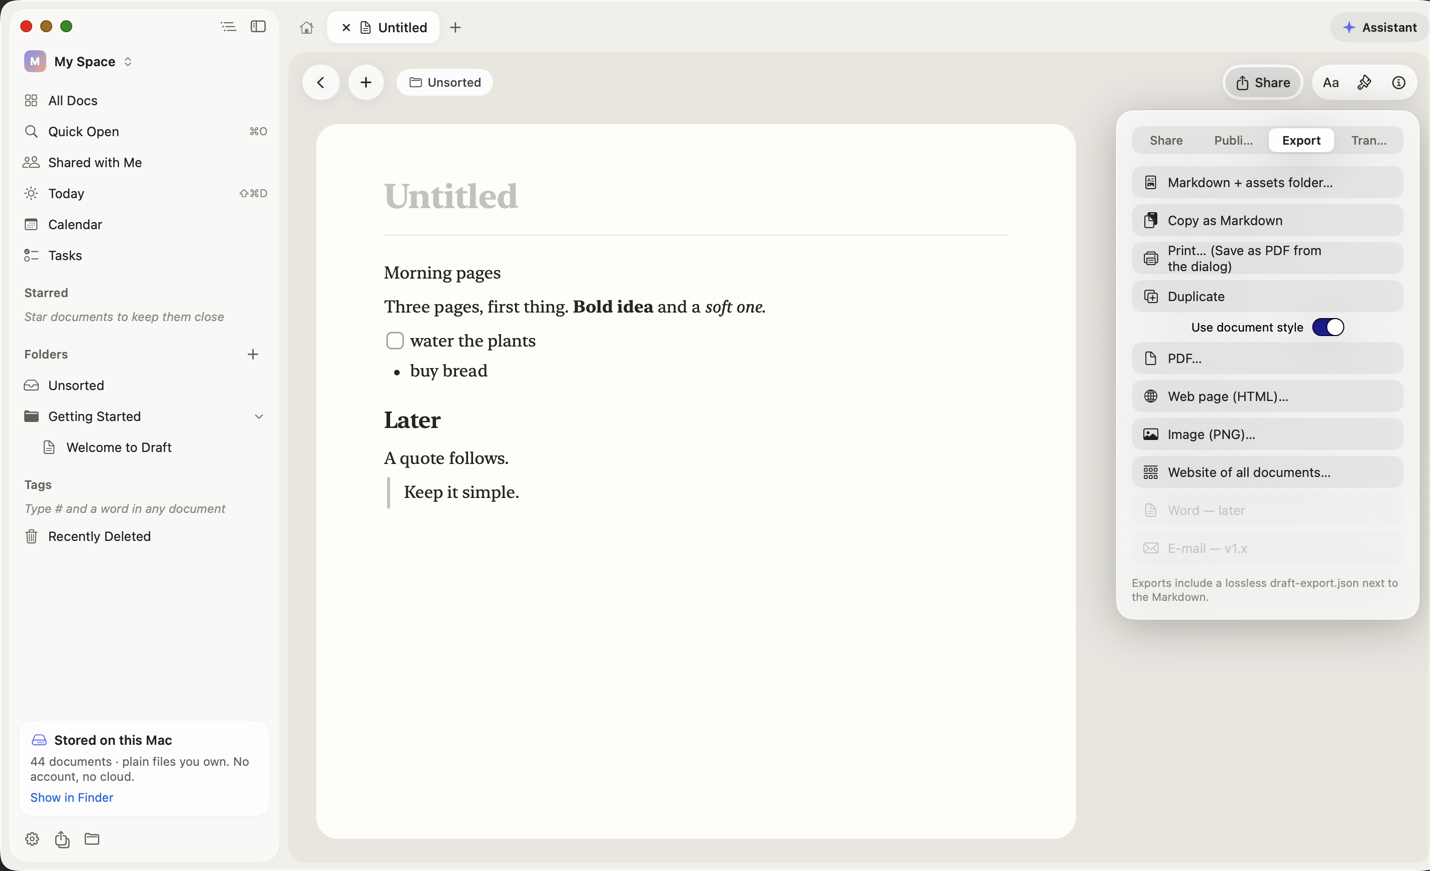 Untitled
Assistant
M My Space
All Docs
Quick Open ⌘O
Shared with Me
Today ⇧⌘D
Calendar
Tasks
Starred
Star documents to keep them close
Folders
Unsorted
Getting Started
Welcome to Draft
Tags
Type # and a word in any document
Recently Deleted
Stored on this Mac
44 documents · plain files you own. No
account, no cloud.
Show in Finder
Unsorted
Share
Aa
Untitled
Morning pages
Three pages, first thing. Bold idea and a soft one.
water the plants
• buy bread
Later
A quote follows.
Keep it simple.
Share Publi... Export Tran...
Markdown + assets folder...
Copy as Markdown
Print... (Save as PDF from
the dialog)
Duplicate
Use document style
PDF...
Web page (HTML)...
Image (PNG)...
Website of all documents...
Word — later
E-mail — v1.x
Exports include a lossless draft-export.json next to
the Markdown.